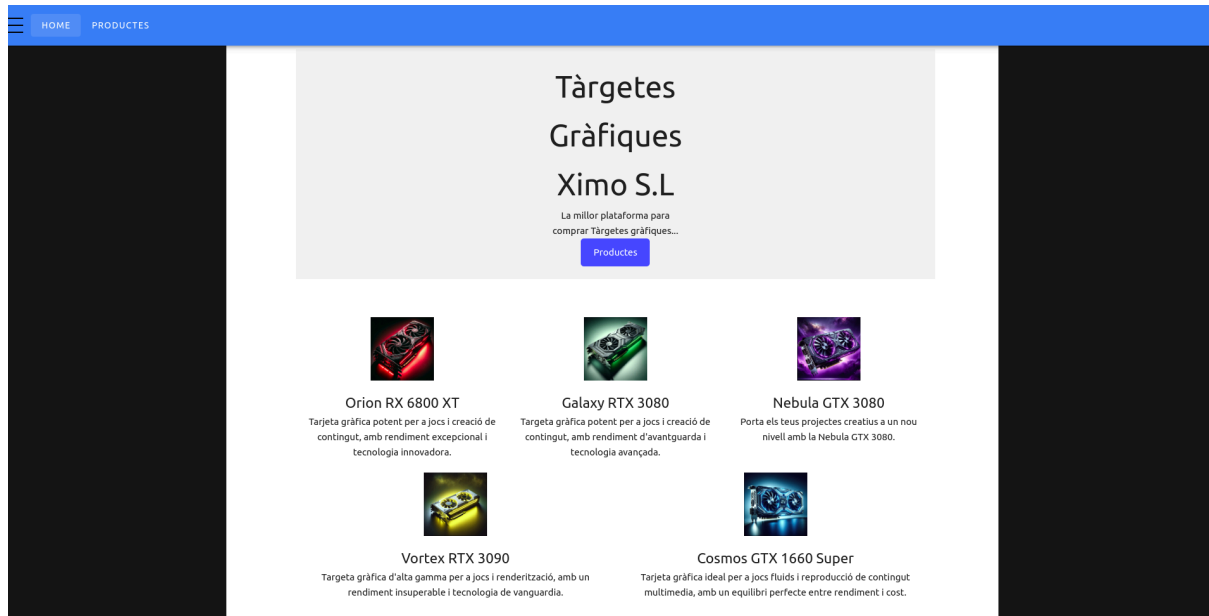 HOME PRODUCTES
Tàrgetes
Gràfiques
Ximo S.L
La millor plataforma para
comprar Tàrgetes gràfiques...
Productes
Orion RX 6800 XT
Tarjeta gràfica potent per a jocs i creació de
contingut, amb rendiment excepcional i
tecnologia innovadora.
Galaxy RTX 3080
Targeta gràfica potent per a jocs i creació de
contingut, amb rendiment d'avantguarda i
tecnologia avançada.
Nebula GTX 3080
Porta els teus projectes creatius a un nou
nivell amb la Nebula GTX 3080.
Vortex RTX 3090
Targeta gràfica d'alta gamma per a jocs i renderització, amb un
rendiment insuperable i tecnologia de vanguardia.
Cosmos GTX 1660 Super
Tarjeta gràfica ideal per a jocs fluids i reproducció de contingut
multimedia, amb un equilibri perfecte entre rendiment i cost.